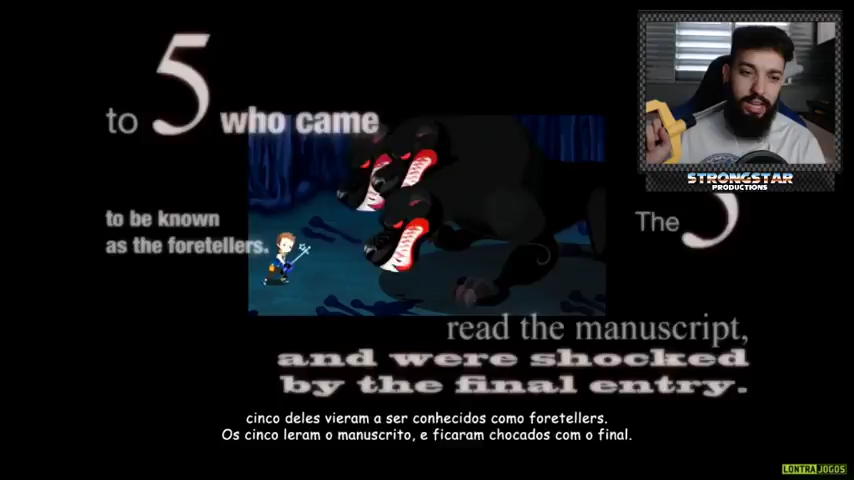 to 5 who came
to be known
as the foretellers.
The 5
read the manuscript,
and were shocked
by the final entry.
cinco deles vieram a ser conhecidos como foretellers.
Os cinco leram o manuscrito, e ficaram chocados com o final.
STRONGSTAR
PRODUCTIONS
LONTRAJOGOS